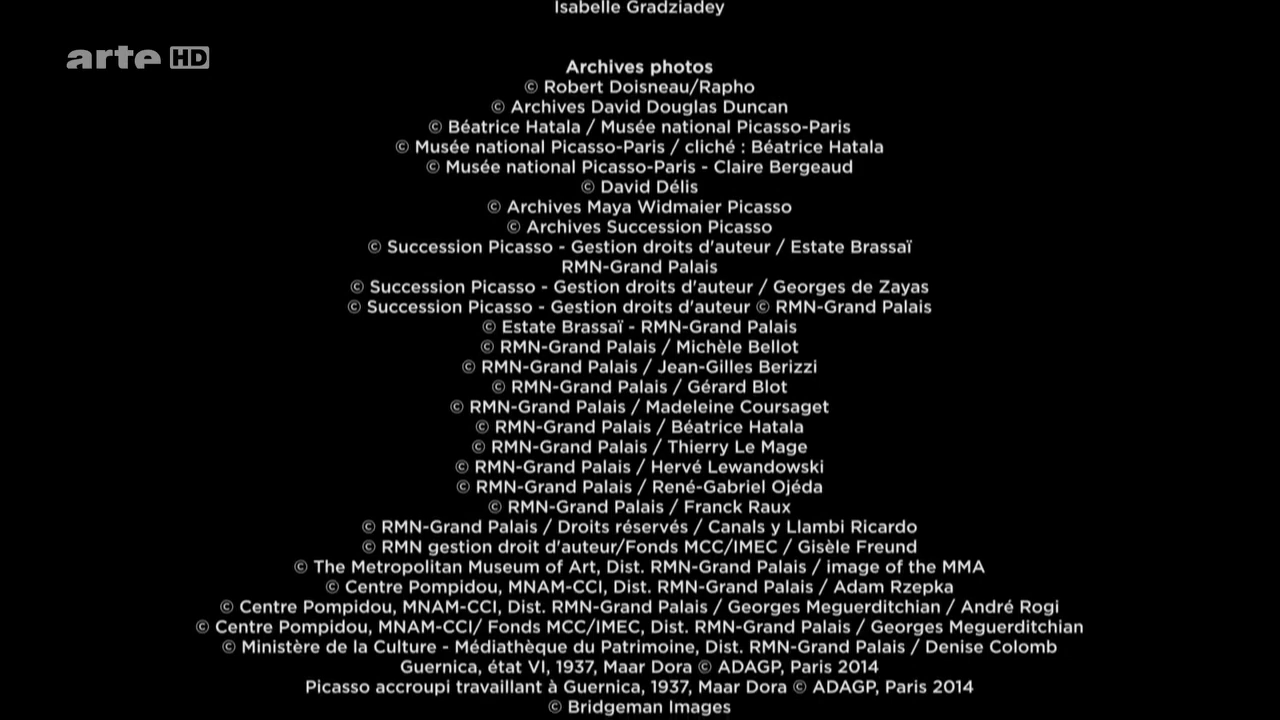 Isabelle Gradziadey
arte HD
Archives photos
© Robert Doisneau/Rapho
© Archives David Douglas Duncan
© Béatrice Hatala / Musée national Picasso-Paris
© Musée national Picasso-Paris / cliché : Béatrice Hatala
© Musée national Picasso-Paris - Claire Bergeaud
© David Délis
© Archives Maya Widmaier Picasso
© Archives Succession Picasso
© Succession Picasso - Gestion droits d'auteur / Estate Brassaï
RMN-Grand Palais
© Succession Picasso - Gestion droits d'auteur / Georges de Zayas
© Succession Picasso - Gestion droits d'auteur © RMN-Grand Palais
© Estate Brassaï - RMN-Grand Palais
© RMN-Grand Palais / Michèle Bellot
© RMN-Grand Palais / Jean-Gilles Berizzi
© RMN-Grand Palais / Gérard Blot
© RMN-Grand Palais / Madeleine Coursaget
© RMN-Grand Palais / Béatrice Hatala
© RMN-Grand Palais / Thierry Le Mage
© RMN-Grand Palais / Hervé Lewandowski
© RMN-Grand Palais / René-Gabriel Ojéda
© RMN-Grand Palais / Franck Raux
© RMN-Grand Palais / Droits réservés / Canals y Llambi Ricardo
© RMN gestion droit d'auteur/Fonds MCC/IMEC / Gisèle Freund
© The Metropolitan Museum of Art, Dist. RMN-Grand Palais / image of the MMA
© Centre Pompidou, MNAM-CCI, Dist. RMN-Grand Palais / Adam Rzepka
© Centre Pompidou, MNAM-CCI, Dist. RMN-Grand Palais / Georges Meguerditchian / André Rogi
© Centre Pompidou, MNAM-CCI/ Fonds MCC/IMEC, Dist. RMN-Grand Palais / Georges Meguerditchian
© Ministère de la Culture - Médiathèque du Patrimoine, Dist. RMN-Grand Palais / Denise Colomb
Guernica, état VI, 1937, Maar Dora © ADAGP, Paris 2014
Picasso accroupi travaillant à Guernica, 1937, Maar Dora © ADAGP, Paris 2014
© Bridgeman Images